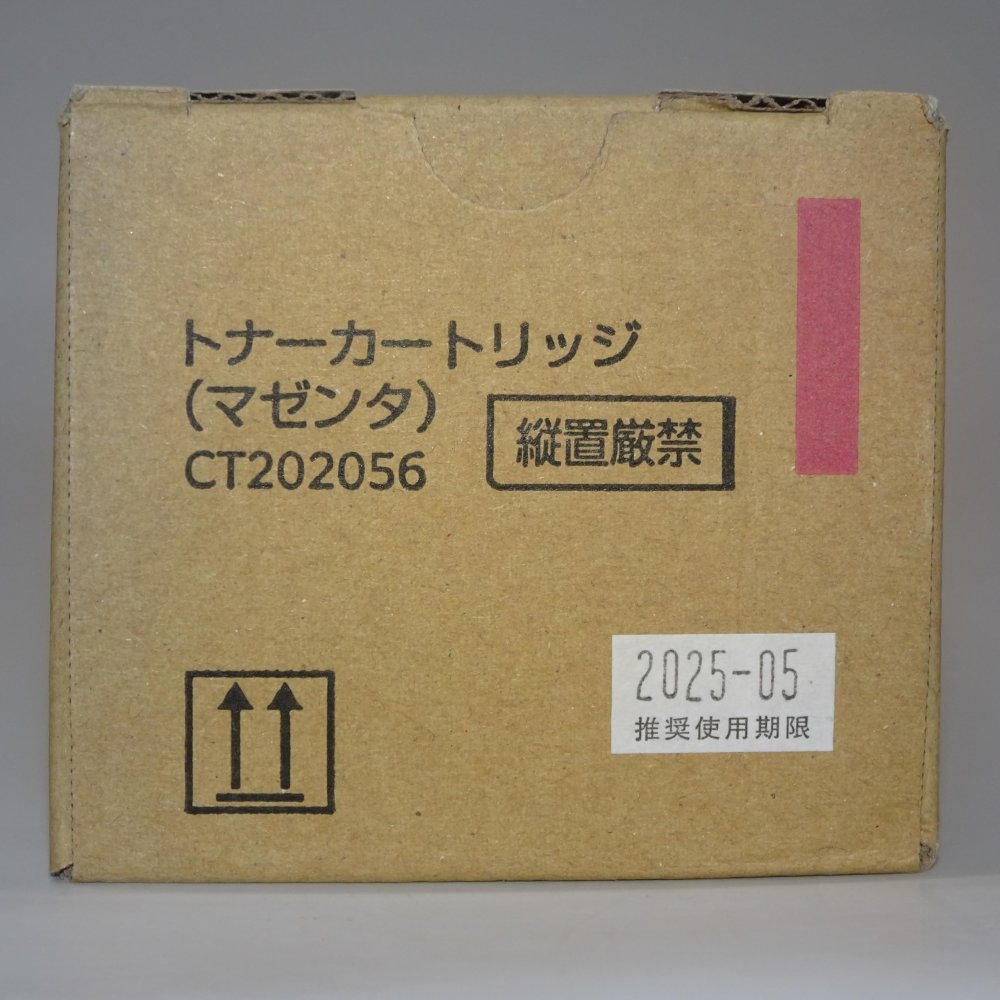 トナーカートリッジ
(マゼンタ)
CT202056
縦置厳禁
2025-05
推奨使用期限